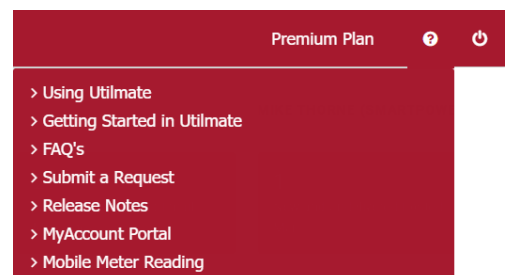 Premium Plan
> Using Utilmate
> Getting Started in Utilmate
> FAQ's
> Submit a Request
> Release Notes
> MyAccount Portal
> Mobile Meter Reading